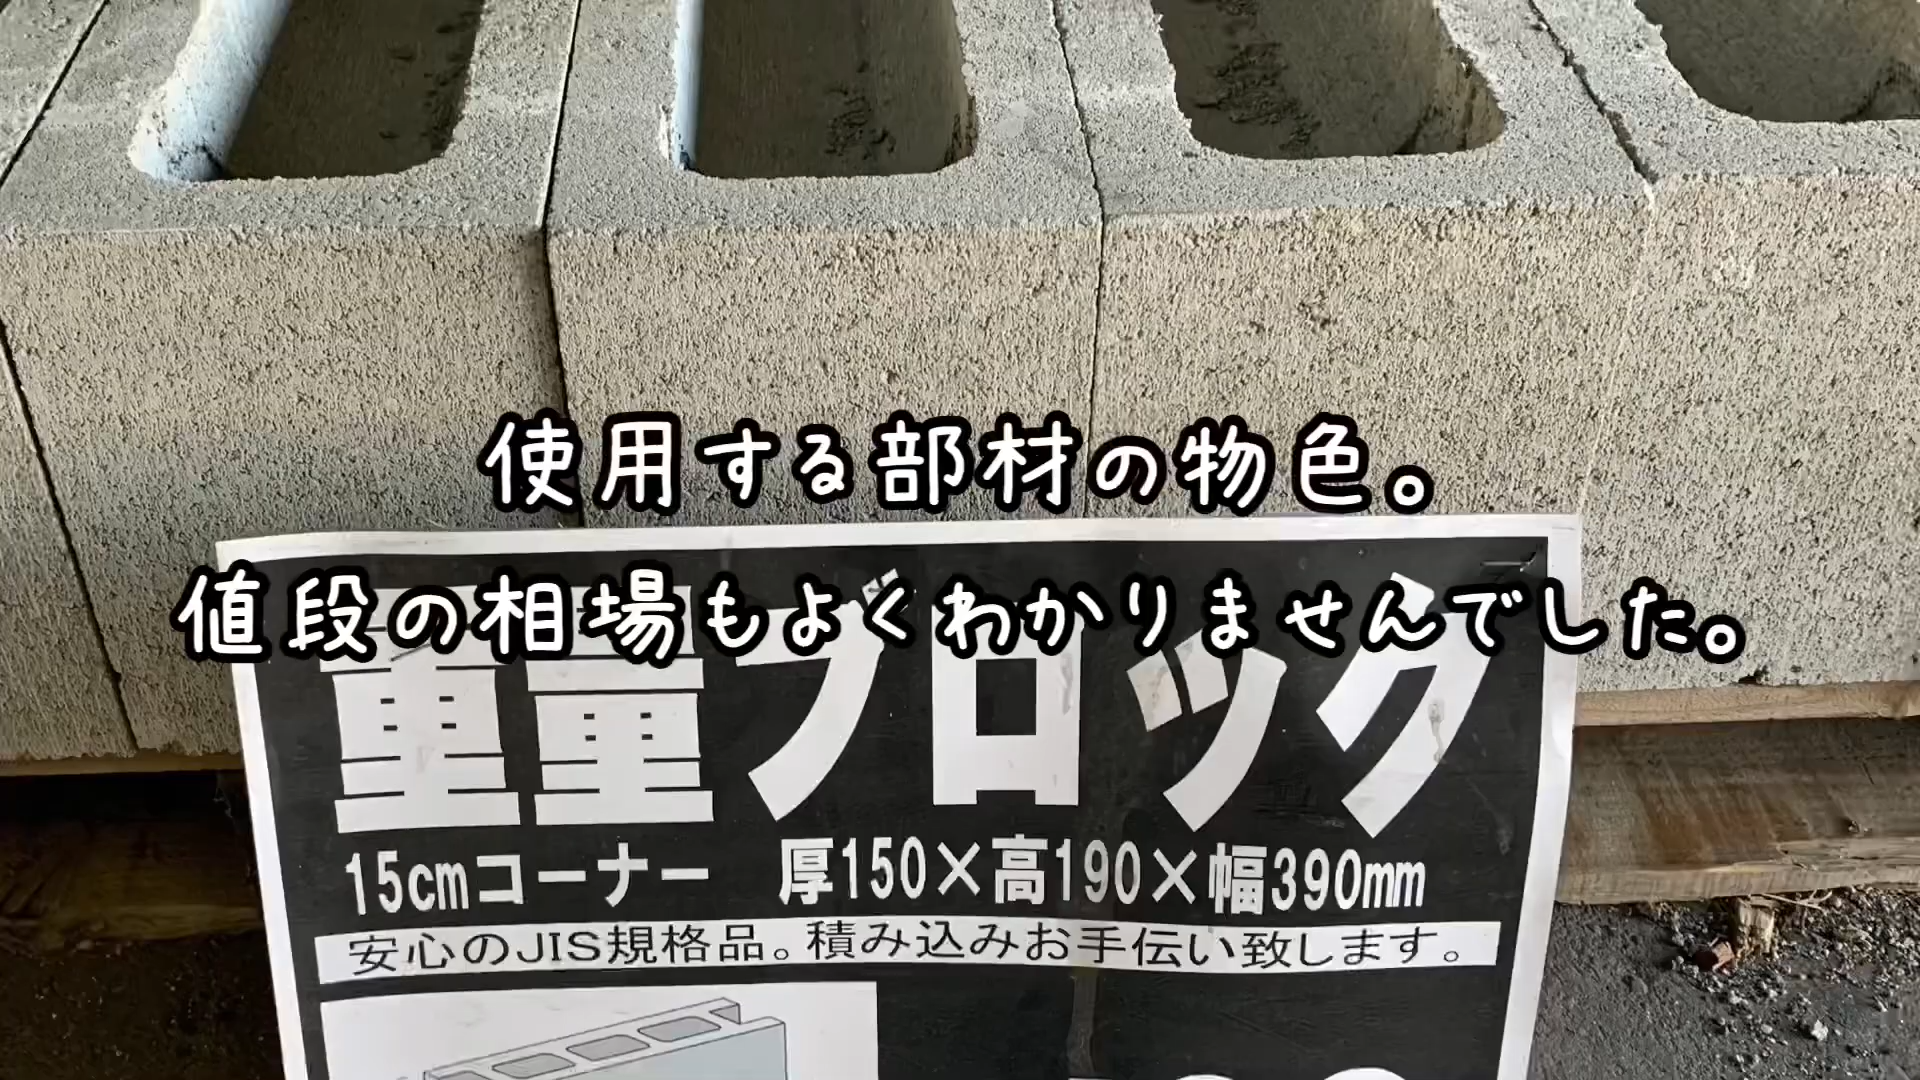 使用する部材の物色。
値段の相場もよくわかりませんでした。
重量ブロック
15cmコーナー 厚150×高190×幅390mm
安心のJIS規格品。積み込みお手伝い致します。